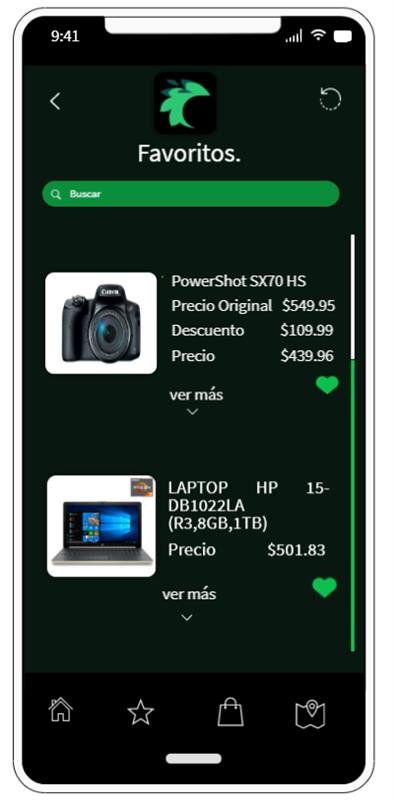 9:41
Favoritos.
Buscar
Canon
PowerShot SX70 HS
Precio Original $549.95
Descuento $109.99
Precio $439.96
ver más
LAPTOP HP 15-
DB1022LA
(R3,8GB,1TB)
Precio $501.83
ver más